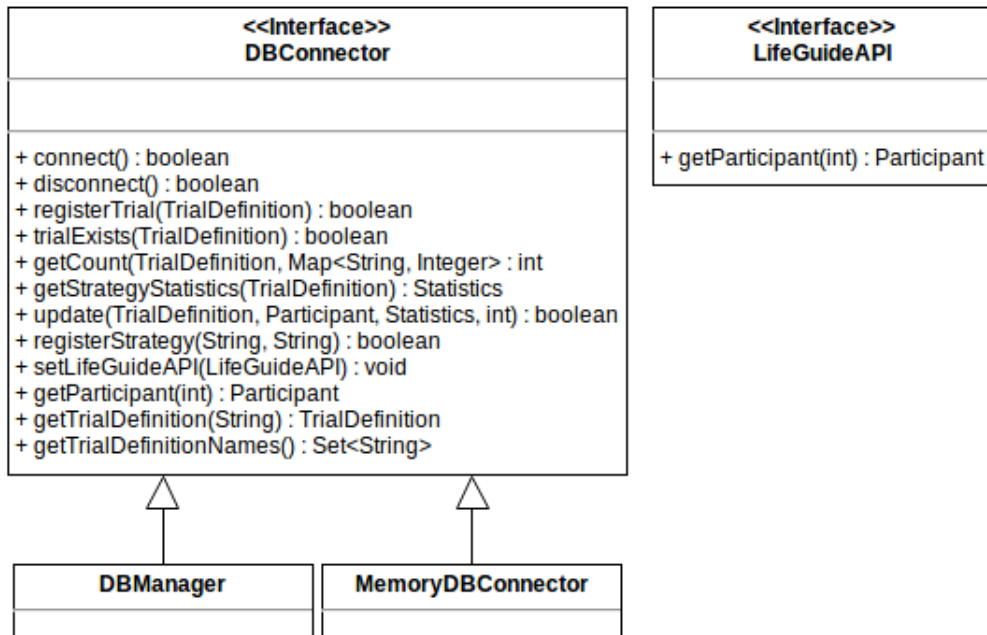 <<Interface>>
DBConnector
+ connect() : boolean
+ disconnect() : boolean
+ registerTrial(TrialDefinition) : boolean
+ trialExists(TrialDefinition) : boolean
+ getCount(TrialDefinition, Map<String, Integer> : int
+ getStrategyStatistics(TrialDefinition) : Statistics
+ update(TrialDefinition, Participant, Statistics, int) : boolean
+ registerStrategy(String, String) : boolean
+ setLifeGuideAPI(LifeGuideAPI) : void
+ getParticipant(int) : Participant
+ getTrialDefinition(String) : TrialDefinition
+ getTrialDefinitionNames() : Set<String>
<<Interface>>
LifeGuideAPI
+ getParticipant(int) : Participant
DBManager
MemoryDBConnector